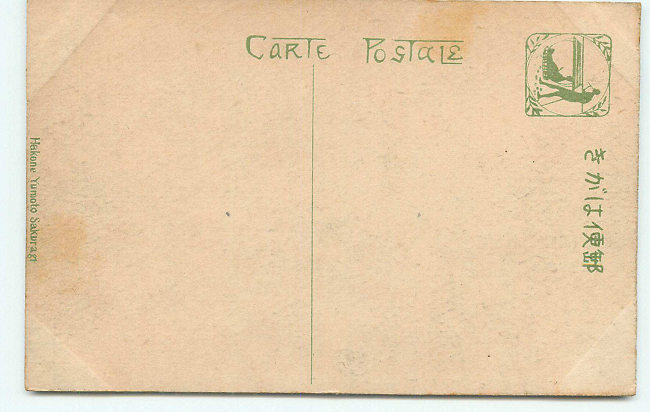 CARTE POSTALE
郵便はがき
Hakone Yumoto Sakuragi